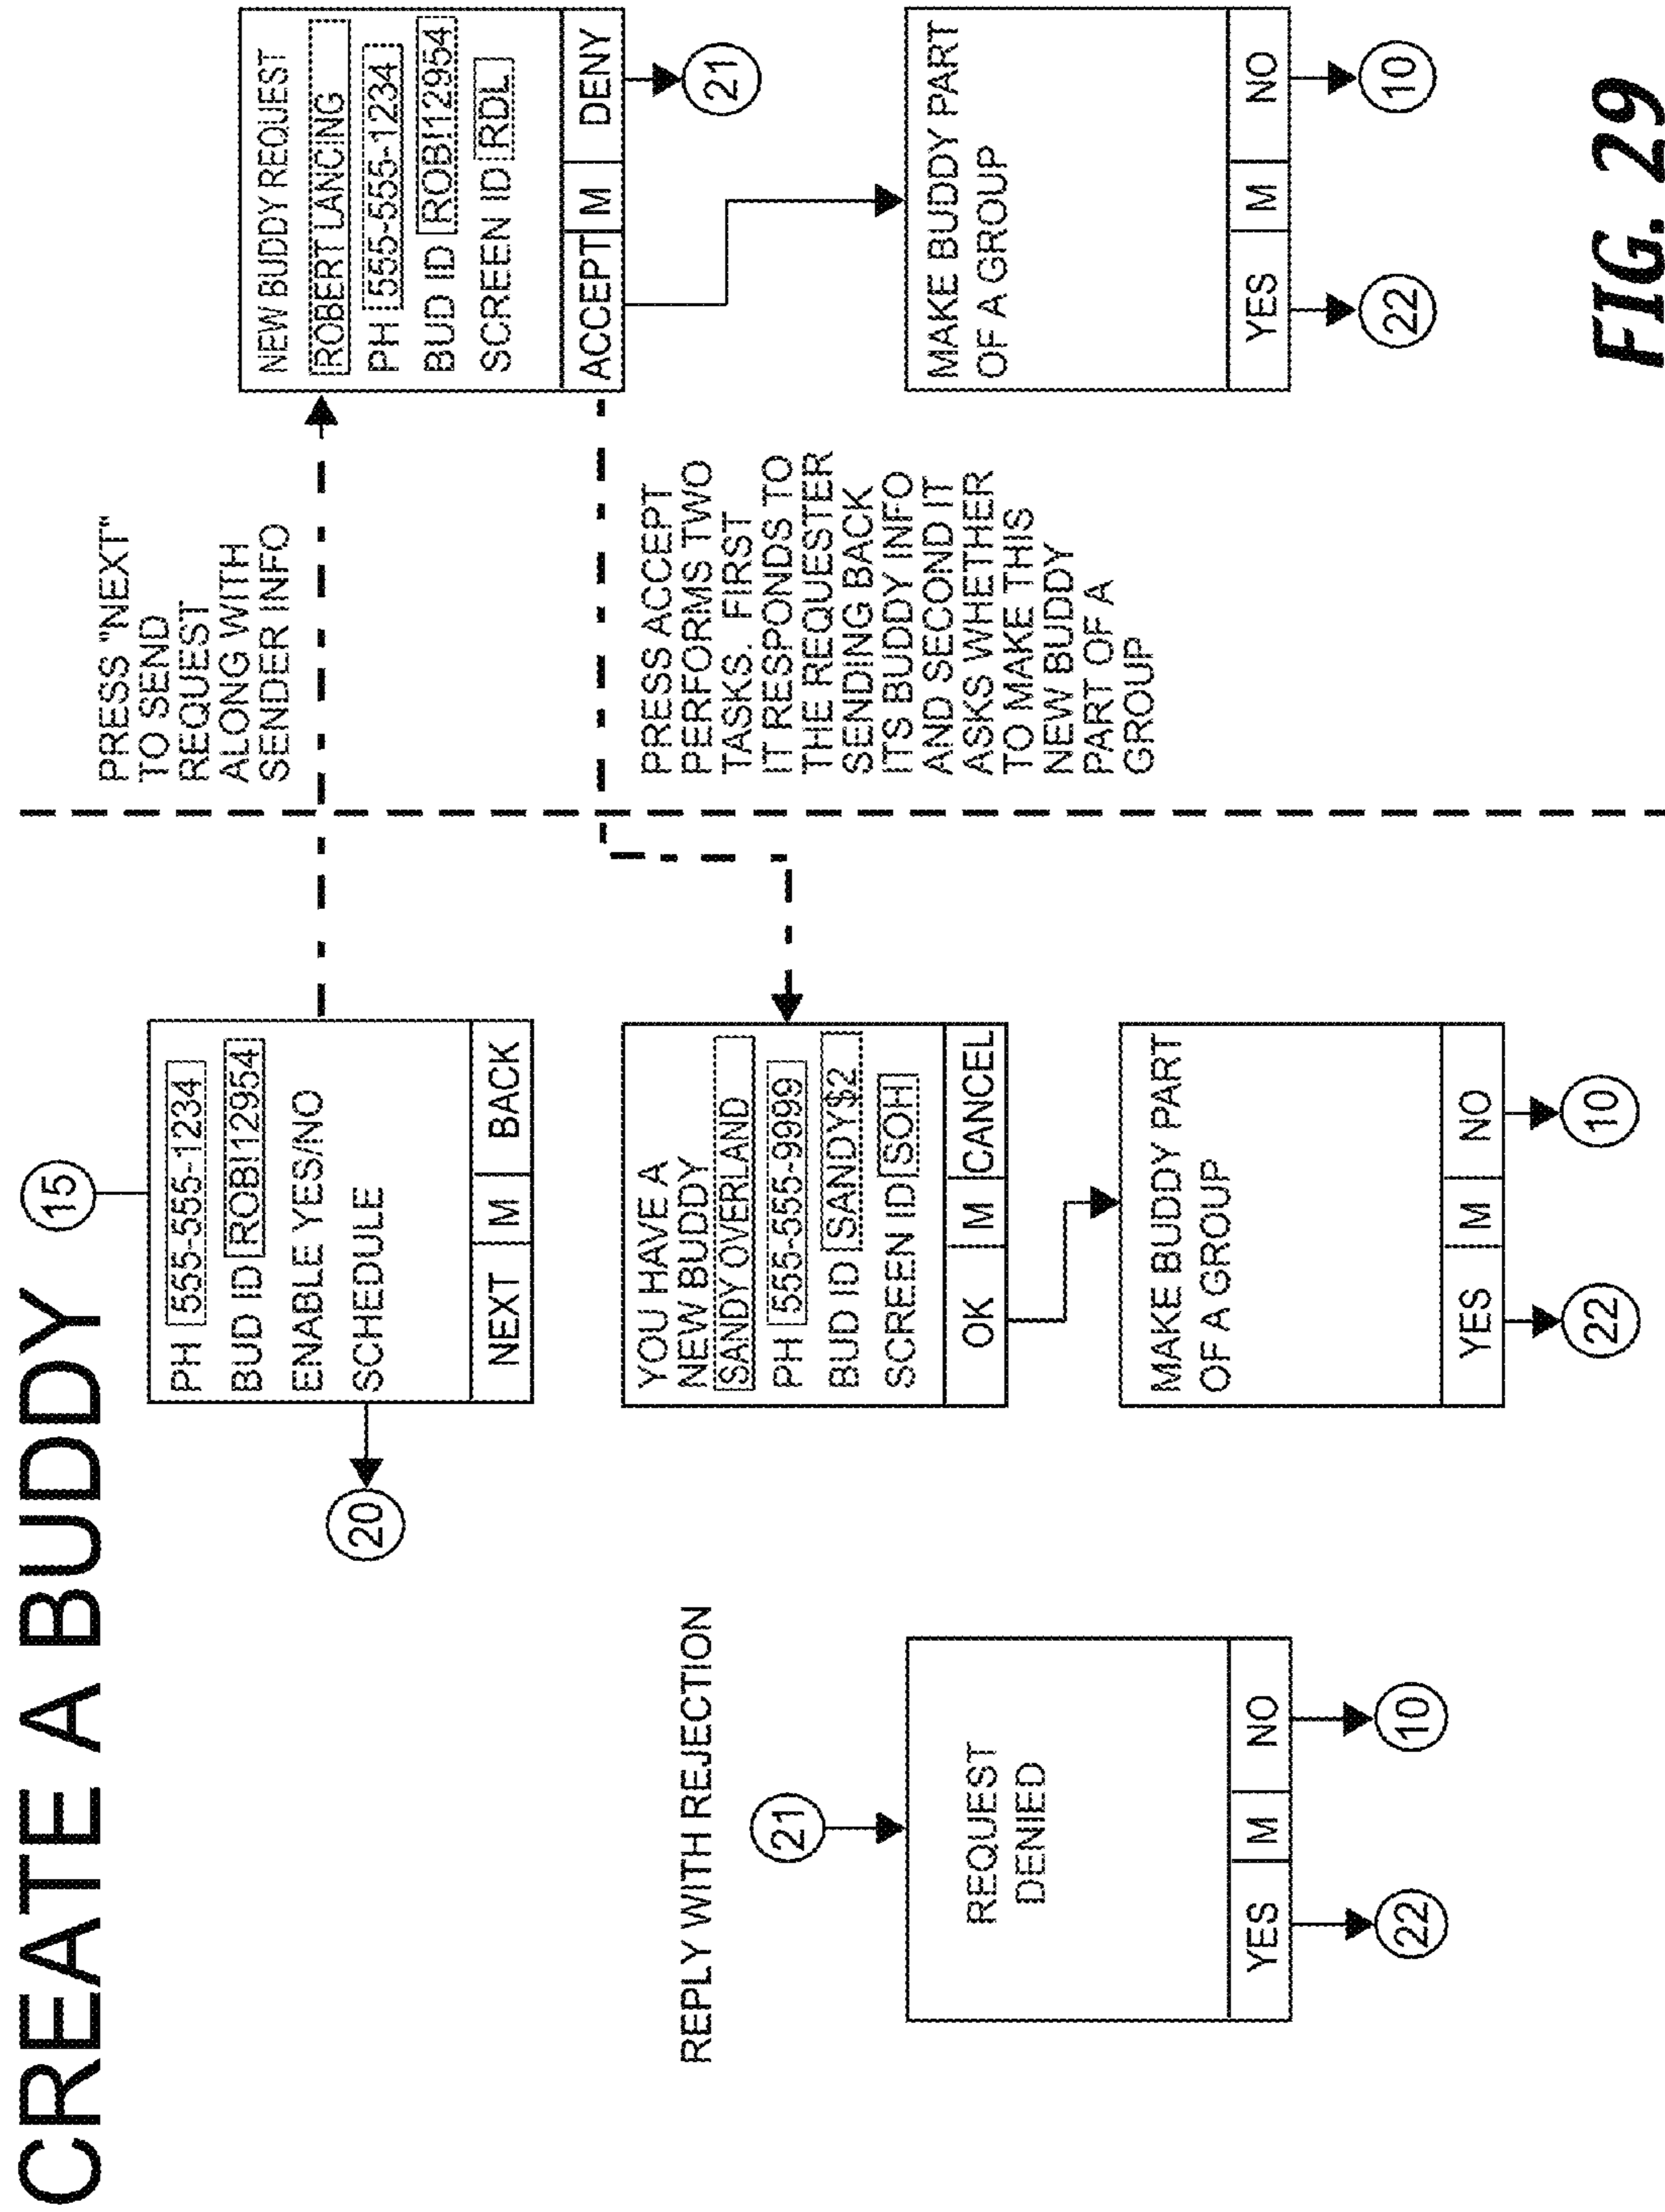 CREATE A BUDDY
15
PH 555-555-1234
BUD ID ROB!12954
ENABLE YES/NO
SCHEDULE
NEXT M BACK
20
PRESS "NEXT"
TO SEND
REQUEST
ALONG WITH
SENDER INFO
NEW BUDDY REQUEST
ROBERT LANCING
PH 555-555-1234
BUD ID ROB!12954
SCREEN ID RDL
ACCEPT M DENY
21
PRESS ACCEPT
PERFORMS TWO
TASKS. FIRST
IT RESPONDS TO
THE REQUESTER
SENDING BACK
ITS BUDDY INFO
AND SECOND IT
ASKS WHETHER
TO MAKE THIS
NEW BUDDY
PART OF A
GROUP
YOU HAVE A
NEW BUDDY
SANDY OVERLAND
PH 555-555-9999
BUD ID SANDY$2
SCREEN ID SOH
OK M CANCEL
MAKE BUDDY PART
OF A GROUP
YES M NO
22 10
MAKE BUDDY PART
OF A GROUP
YES M NO
22 10
REPLY WITH REJECTION
21
REQUEST
DENIED
YES M NO
22 10
FIG. 29